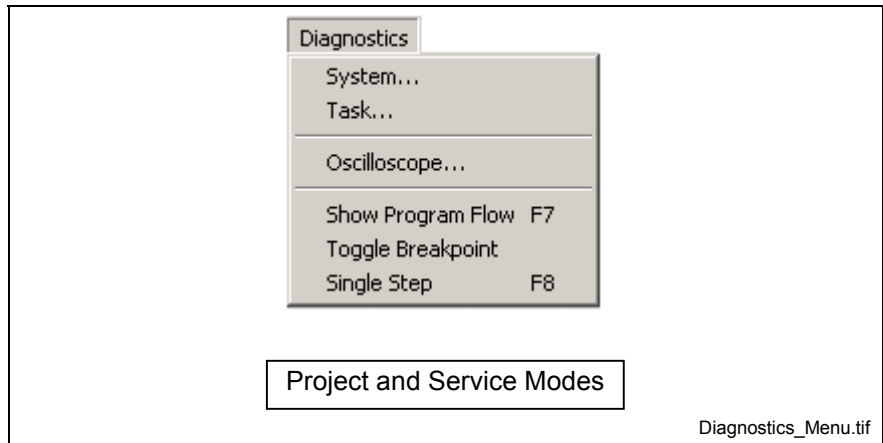 Diagnostics
System...
Task...
Oscilloscope...
Show Program Flow F7
Toggle Breakpoint
Single Step F8
Project and Service Modes
Diagnostics_Menu.tif